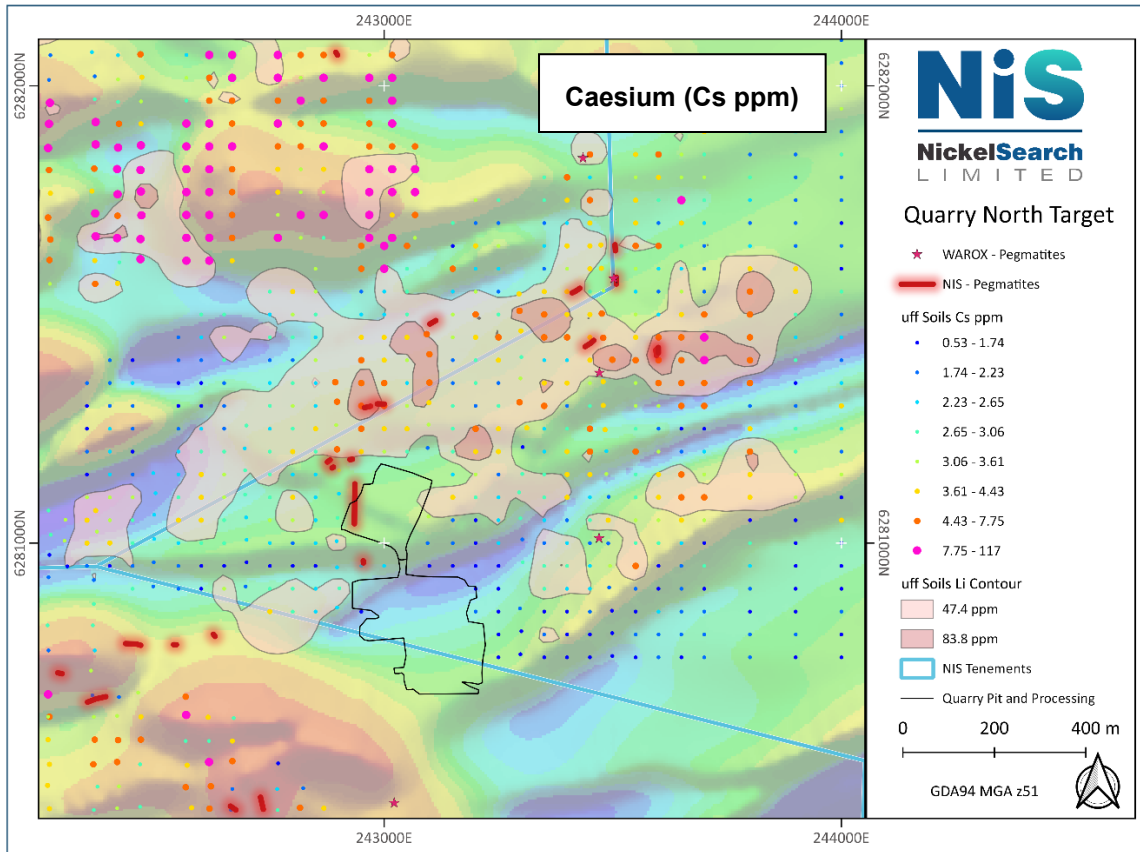 243000E
244000E
6282000N
6282000N
Caesium (Cs ppm)
NiS
NickelSearch
LIMITED
Quarry North Target
WAROX - Pegmatites
NIS - Pegmatites
uff Soils Cs ppm
0.53 - 1.74
1.74 - 2.23
2.23 - 2.65
2.65 - 3.06
3.06 - 3.61
3.61 - 4.43
4.43 - 7.75
7.75 - 117
uff Soils Li Contour
47.4 ppm
83.8 ppm
NIS Tenements
Quarry Pit and Processing
0 200 400 m
GDA94 MGA z51
6281000N
6281000N
243000E
244000E